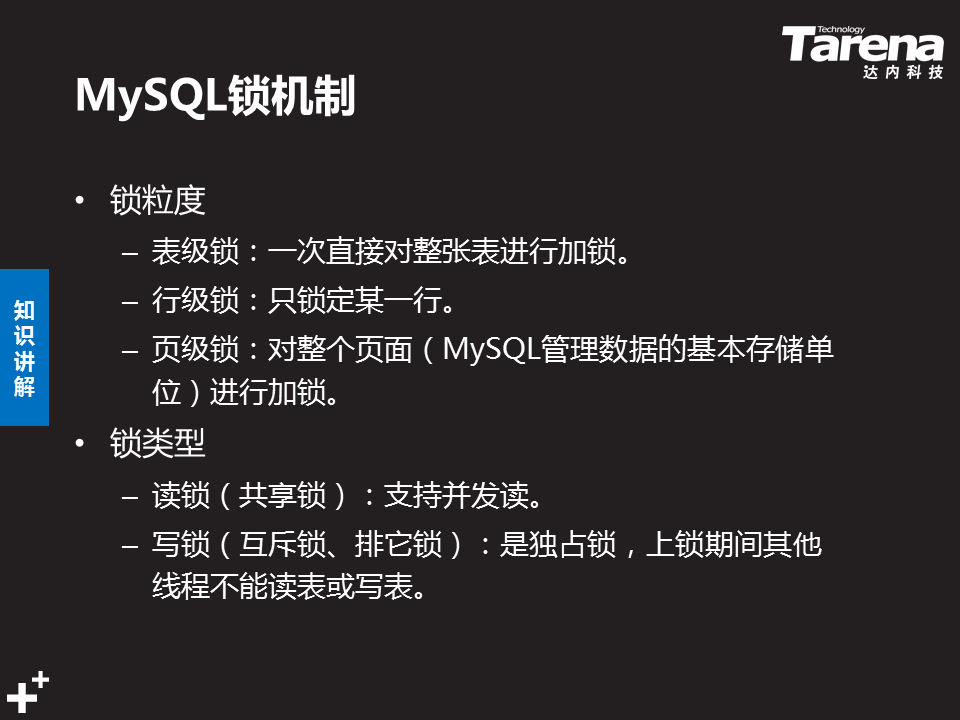 Technology
Tarena
达内科技
MySQL锁机制
• 锁粒度
– 表级锁：一次直接对整张表进行加锁。
– 行级锁：只锁定某一行。
– 页级锁：对整个页面（MySQL管理数据的基本存储单
位）进行加锁。
• 锁类型
– 读锁（共享锁）：支持并发读。
– 写锁（互斥锁、排它锁）：是独占锁，上锁期间其他
线程不能读表或写表。
知
识
讲
解